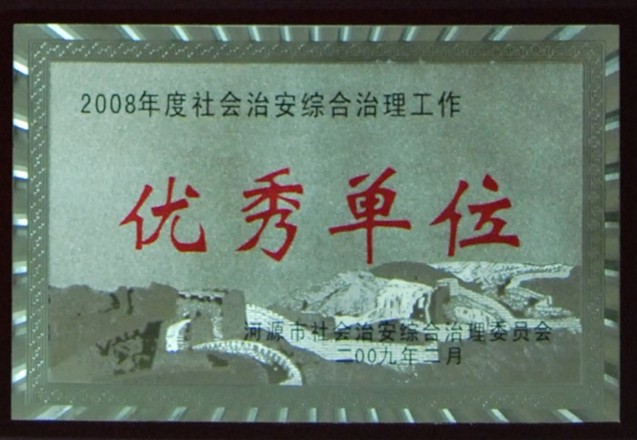 2008年度社会治安综合治理工作
优秀单位
河源市社会治安综合治理委员会
二00九年二月